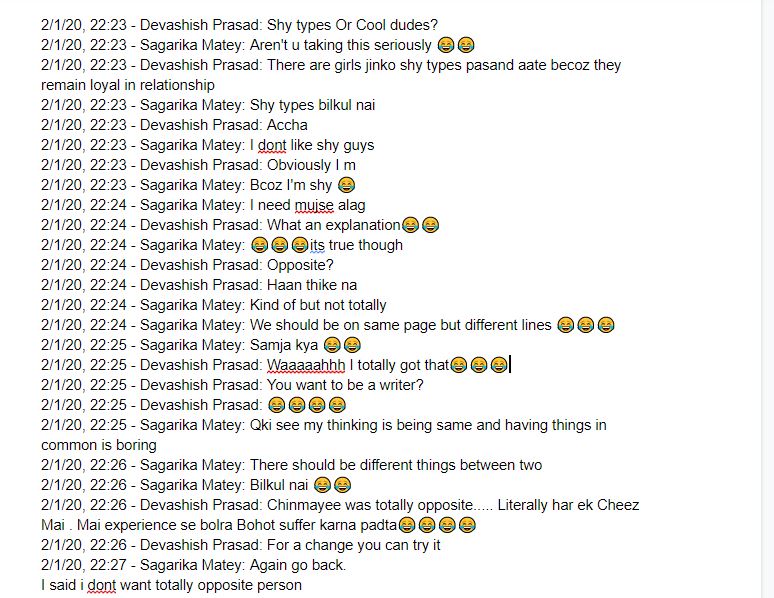 2/1/20, 22:23 - Devashish Prasad: Shy types Or Cool dudes?
2/1/20, 22:23 - Sagarika Matey: Aren't u taking this seriously 😂😂
2/1/20, 22:23 - Devashish Prasad: There are girls jinko shy types pasand aate becoz they
remain loyal in relationship
2/1/20, 22:23 - Sagarika Matey: Shy types bilkul nai
2/1/20, 22:23 - Devashish Prasad: Accha
2/1/20, 22:23 - Sagarika Matey: I dont like shy guys
2/1/20, 22:23 - Devashish Prasad: Obviously I m
2/1/20, 22:23 - Sagarika Matey: Bcoz I'm shy 😂
2/1/20, 22:24 - Sagarika Matey: I need mujse alag
2/1/20, 22:24 - Devashish Prasad: What an explanation😂😂
2/1/20, 22:24 - Sagarika Matey: 😂😂😂its true though
2/1/20, 22:24 - Devashish Prasad: Opposite?
2/1/20, 22:24 - Devashish Prasad: Haan thike na
2/1/20, 22:24 - Sagarika Matey: Kind of but not totally
2/1/20, 22:24 - Sagarika Matey: We should be on same page but different lines 😂😂😂
2/1/20, 22:25 - Sagarika Matey: Samja kya 😂😂
2/1/20, 22:25 - Devashish Prasad: Waaaaahhh I totally got that😂😂😂
2/1/20, 22:25 - Devashish Prasad: You want to be a writer?
2/1/20, 22:25 - Devashish Prasad: 😂😂😂😂
2/1/20, 22:25 - Sagarika Matey: Qki see my thinking is being same and having things in
common is boring
2/1/20, 22:26 - Sagarika Matey: There should be different things between two
2/1/20, 22:26 - Sagarika Matey: Bilkul nai 😂😂
2/1/20, 22:26 - Devashish Prasad: Chinmayee was totally opposite..... Literally har ek Cheez
Mai . Mai experience se bolra Bohot suffer karna padta😂😂😂😂
2/1/20, 22:26 - Devashish Prasad: For a change you can try it
2/1/20, 22:27 - Sagarika Matey: Again go back.
I said i dont want totally opposite person